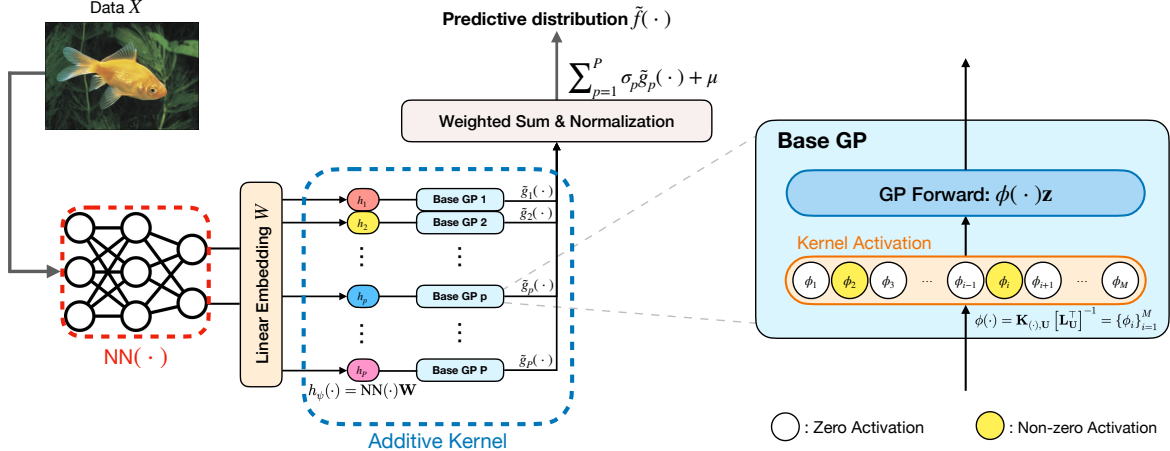 Data X
Predictive distribution f̃(·)
∑_{p=1}^{P} σ_p g̃_p(·) + μ
Weighted Sum & Normalization
NN(·)
Linear Embedding W
h_1
Base GP 1
g̃_1(·)
h_2
Base GP 2
g̃_2(·)
⋮ ⋮
h_p
Base GP p
g̃_p(·)
⋮ ⋮
h_P
Base GP P
g̃_P(·)
h_ψ(·) = NN(·)W
Additive Kernel
Base GP
GP Forward: ϕ(·)z
Kernel Activation
ϕ_1 ϕ_2 ϕ_3 ... ϕ_{i−1} ϕ_i ϕ_{i+1} ... ϕ_M
ϕ(·) = K_{(·),U} [L_U^⊤]^{−1} = {ϕ_i}_{i=1}^{M}
: Zero Activation
: Non-zero Activation